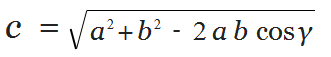 c = √a²+b² - 2 a b cosγ